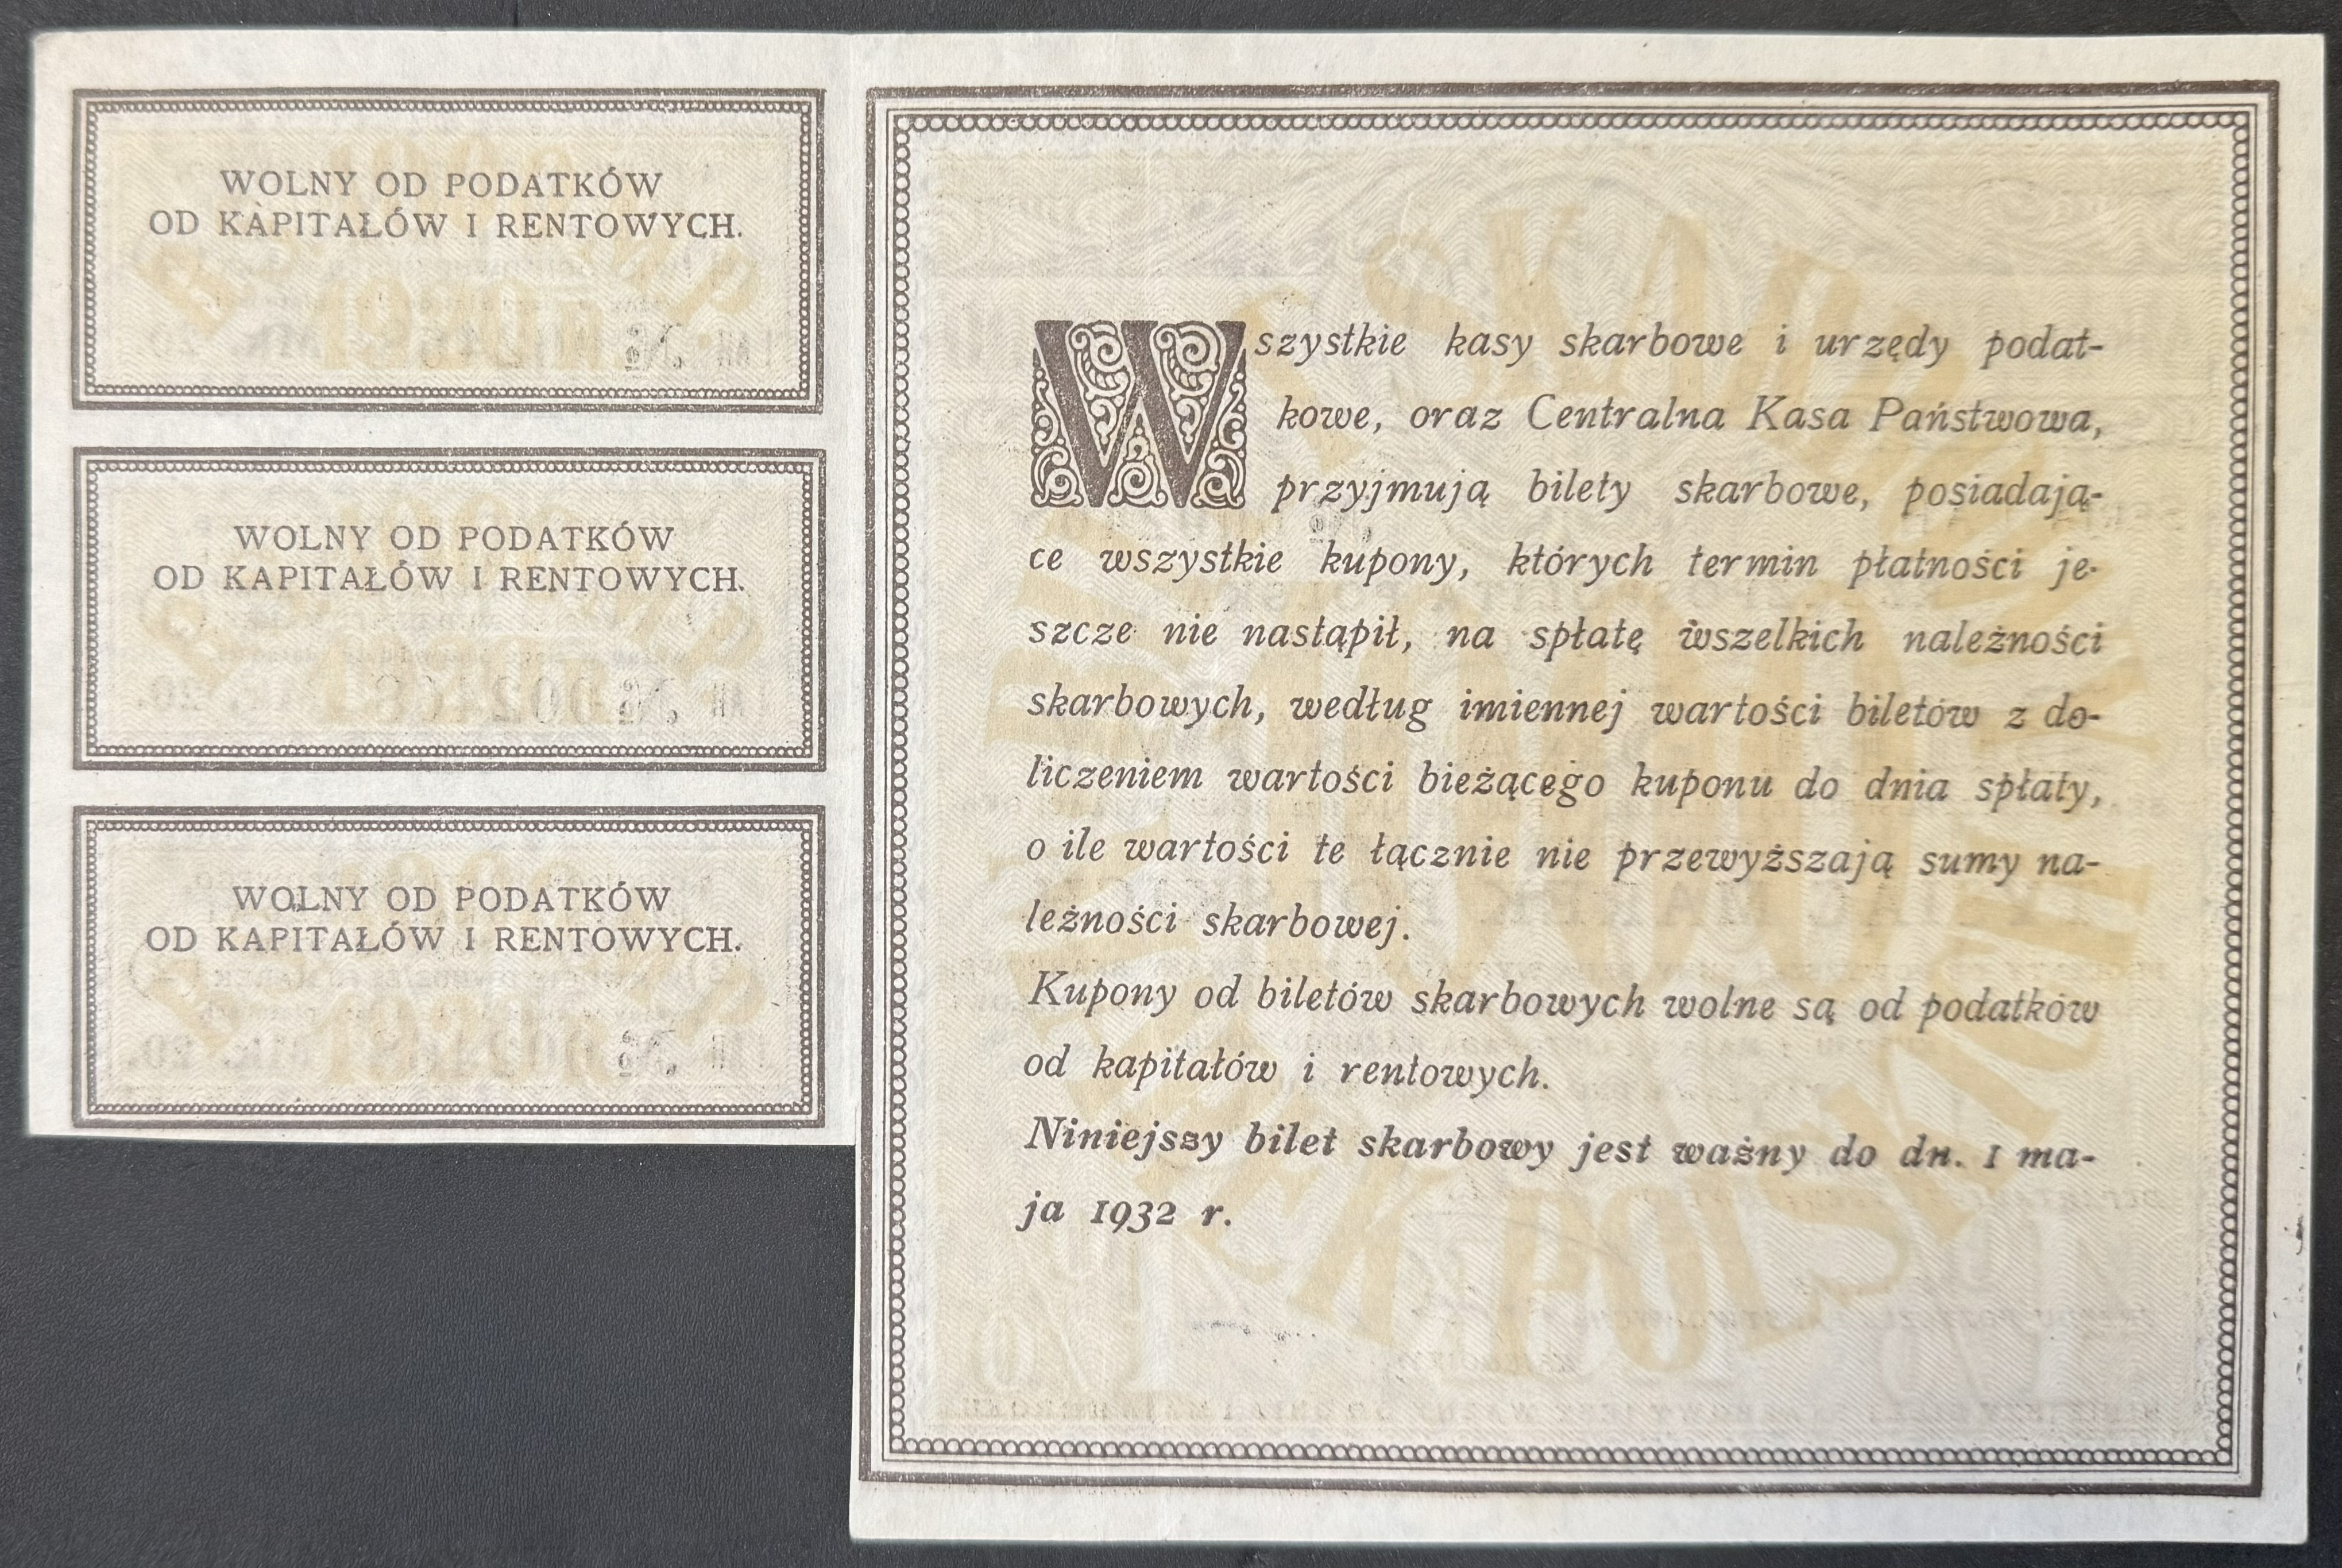 WOLNY OD PODATKÓW
OD KAPITAŁÓW I RENTOWYCH.
WOLNY OD PODATKÓW
OD KAPITAŁÓW I RENTOWYCH.
WOLNY OD PODATKÓW
OD KAPITAŁÓW I RENTOWYCH.
Wszystkie kasy skarbowe i urzędy podat-
kowe, oraz Centralna Kasa Państwowa,
przyjmują bilety skarbowe, posiadają-
ce wszystkie kupony, których termin płatności je-
szcze nie nastąpił, na spłatę wszelkich należności
skarbowych, według imiennej wartości biletów z do-
liczeniem wartości bieżącego kuponu do dnia spłaty,
o ile wartości te łącznie nie przewyższają sumy na-
leżności skarbowej.
Kupony od biletów skarbowych wolne są od podatków
od kapitałów i rentowych.
Niniejszy bilet skarbowy jest ważny do dn. 1 ma-
ja 1932 r.